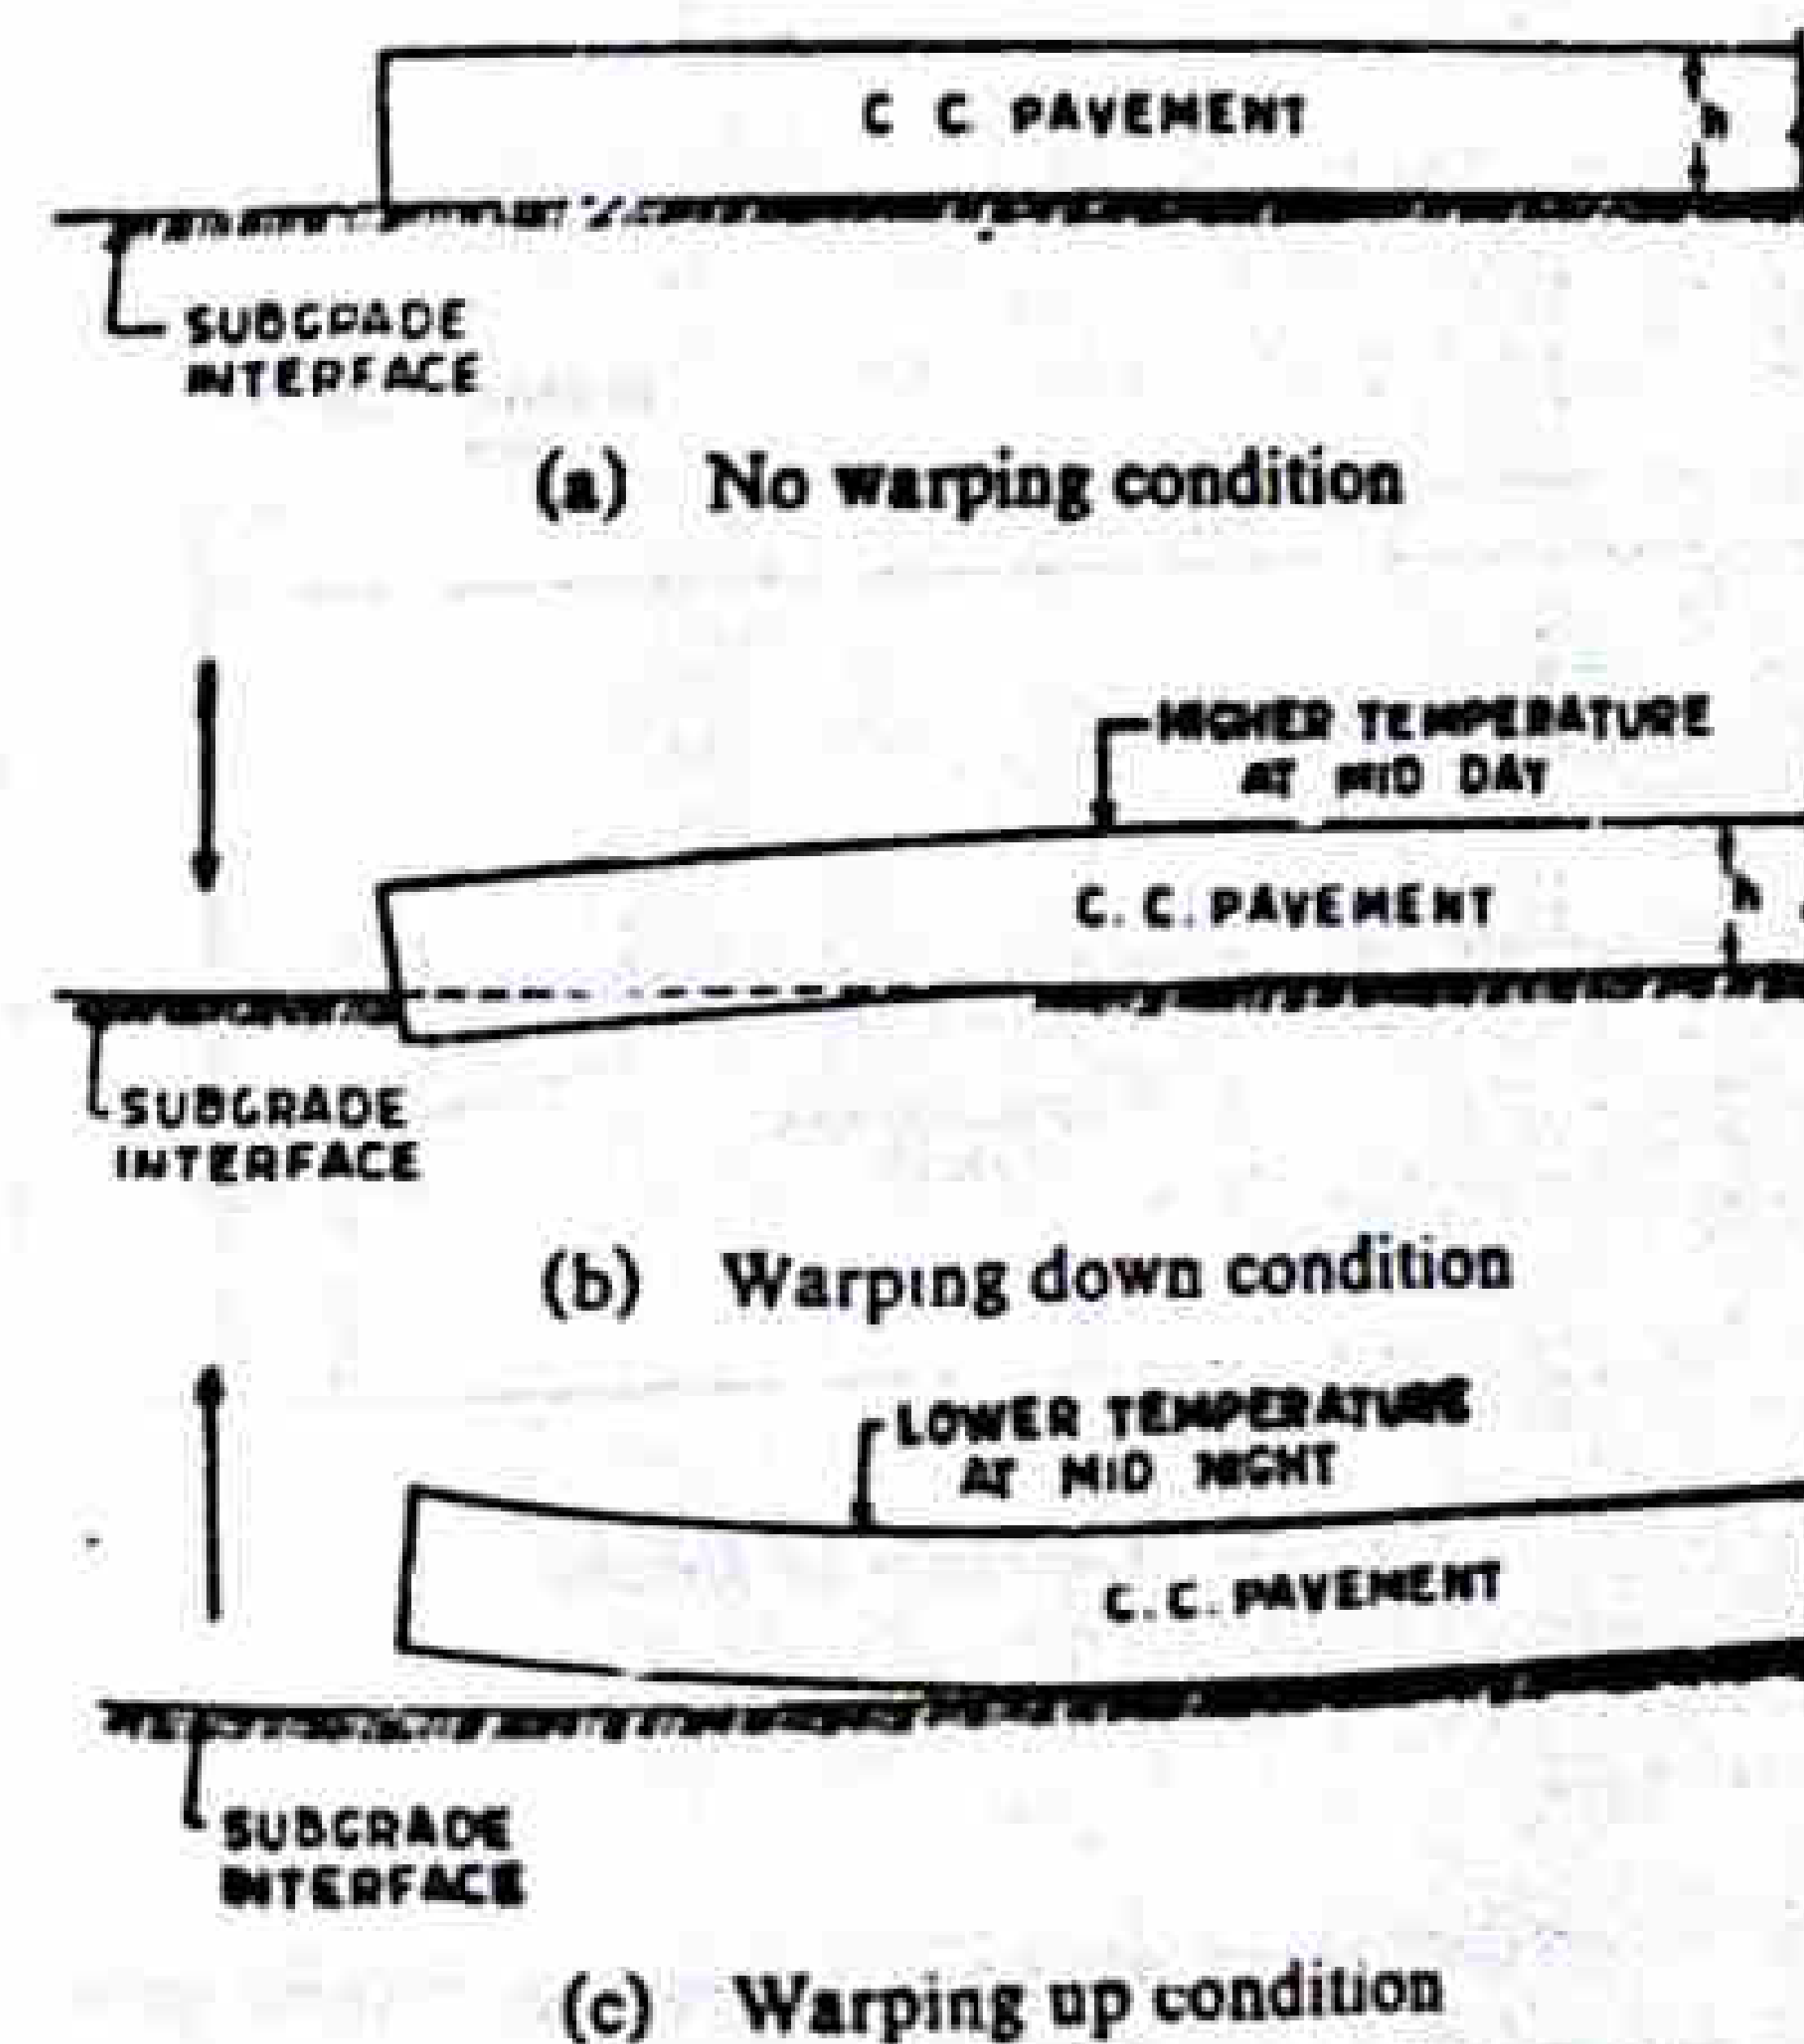 C C PAVEMENT
h
SUBGRADE
INTERFACE
(a) No warping condition
HIGHER TEMPERATURE
AT MID DAY
C. C. PAVEMENT
h
SUBGRADE
INTERFACE
(b) Warping down condition
LOWER TEMPERATURE
AT MID NIGHT
C. C. PAVEMENT
SUBGRADE
INTERFACE
(c) Warping up condition